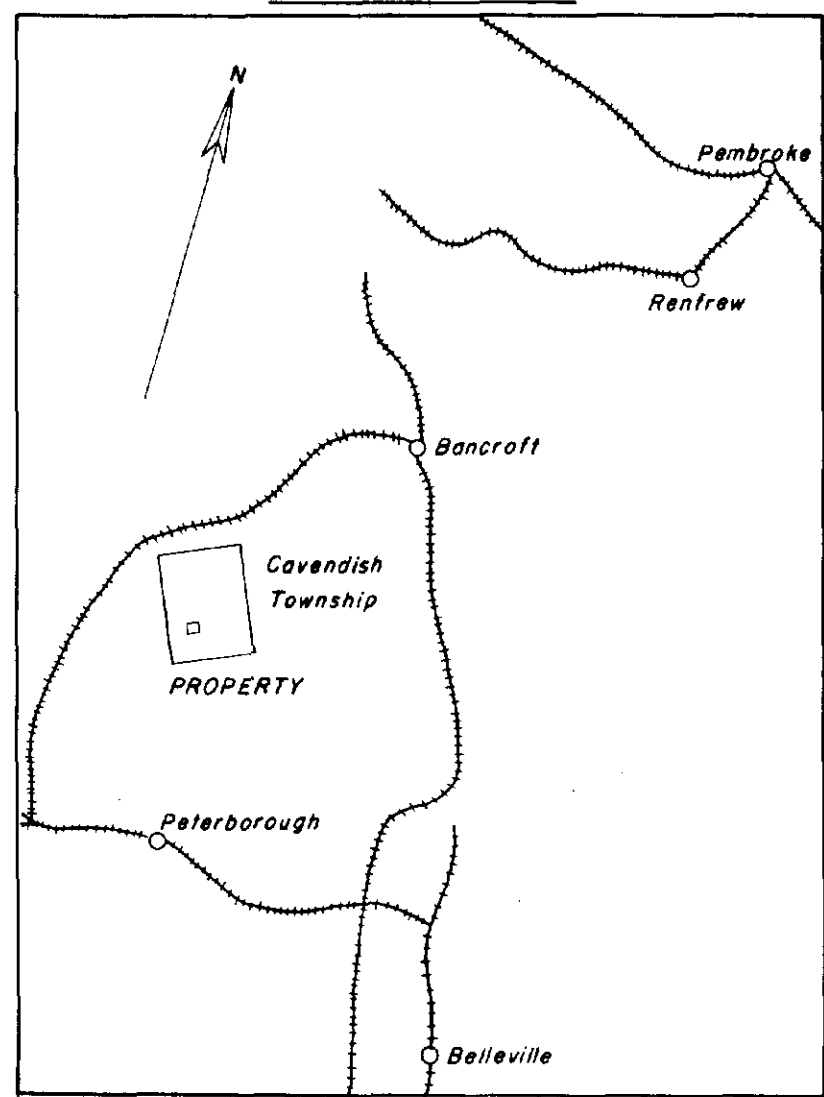 N
Pembroke
Renfrew
Bancroft
Cavendish
Township
PROPERTY
Peterborough
Belleville